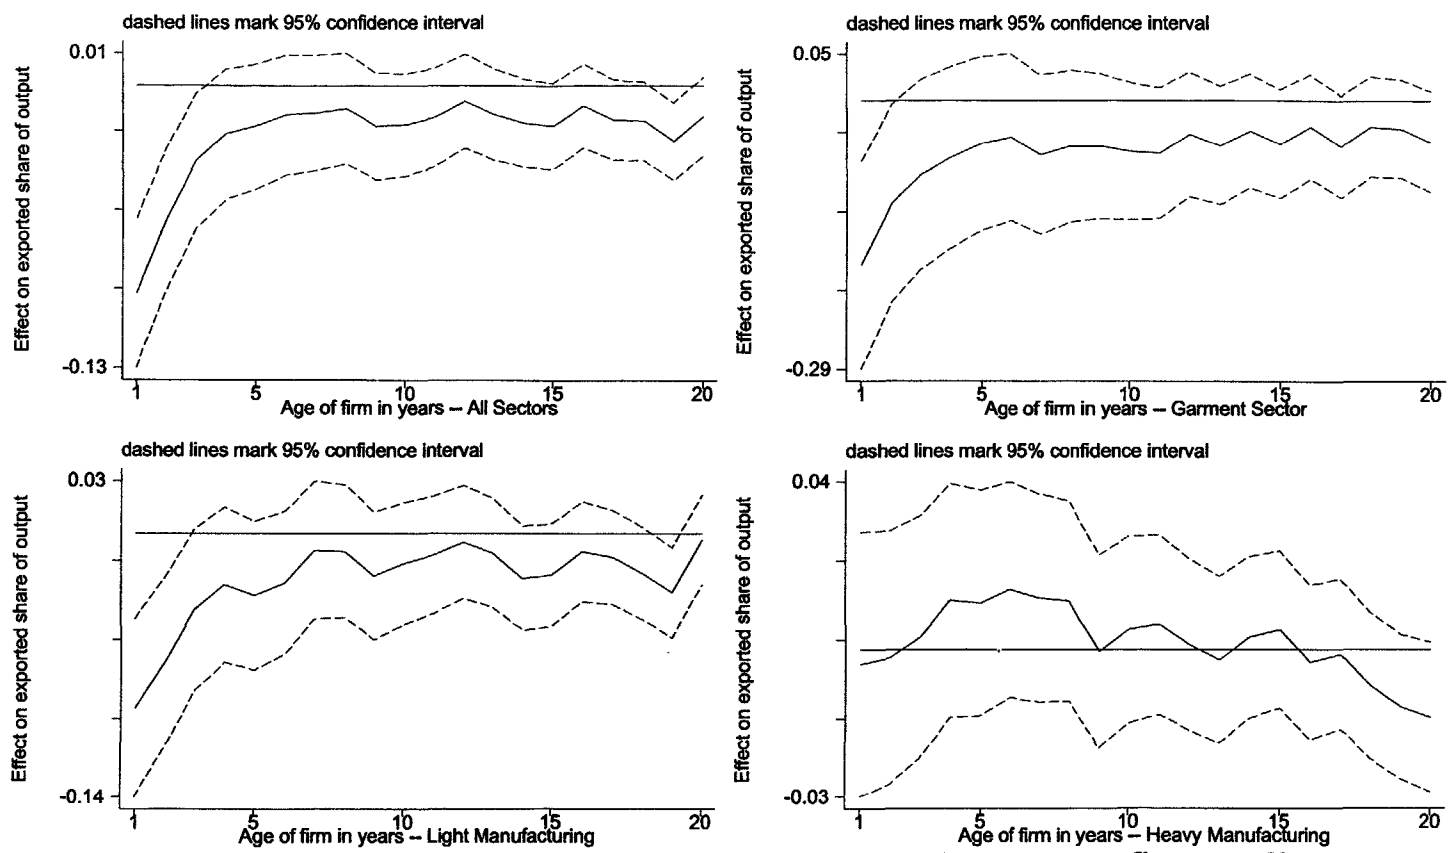 dashed lines mark 95% confidence interval
0.01
Effect on exported share of output
-0.13
1 5 10 15 20
Age of firm in years – All Sectors
dashed lines mark 95% confidence interval
0.05
Effect on exported share of output
-0.29
1 5 10 15 20
Age of firm in years – Garment Sector
dashed lines mark 95% confidence interval
0.03
Effect on exported share of output
-0.14
1 5 10 15 20
Age of firm in years – Light Manufacturing
dashed lines mark 95% confidence interval
0.04
Effect on exported share of output
-0.03
1 5 10 15 20
Age of firm in years – Heavy Manufacturing